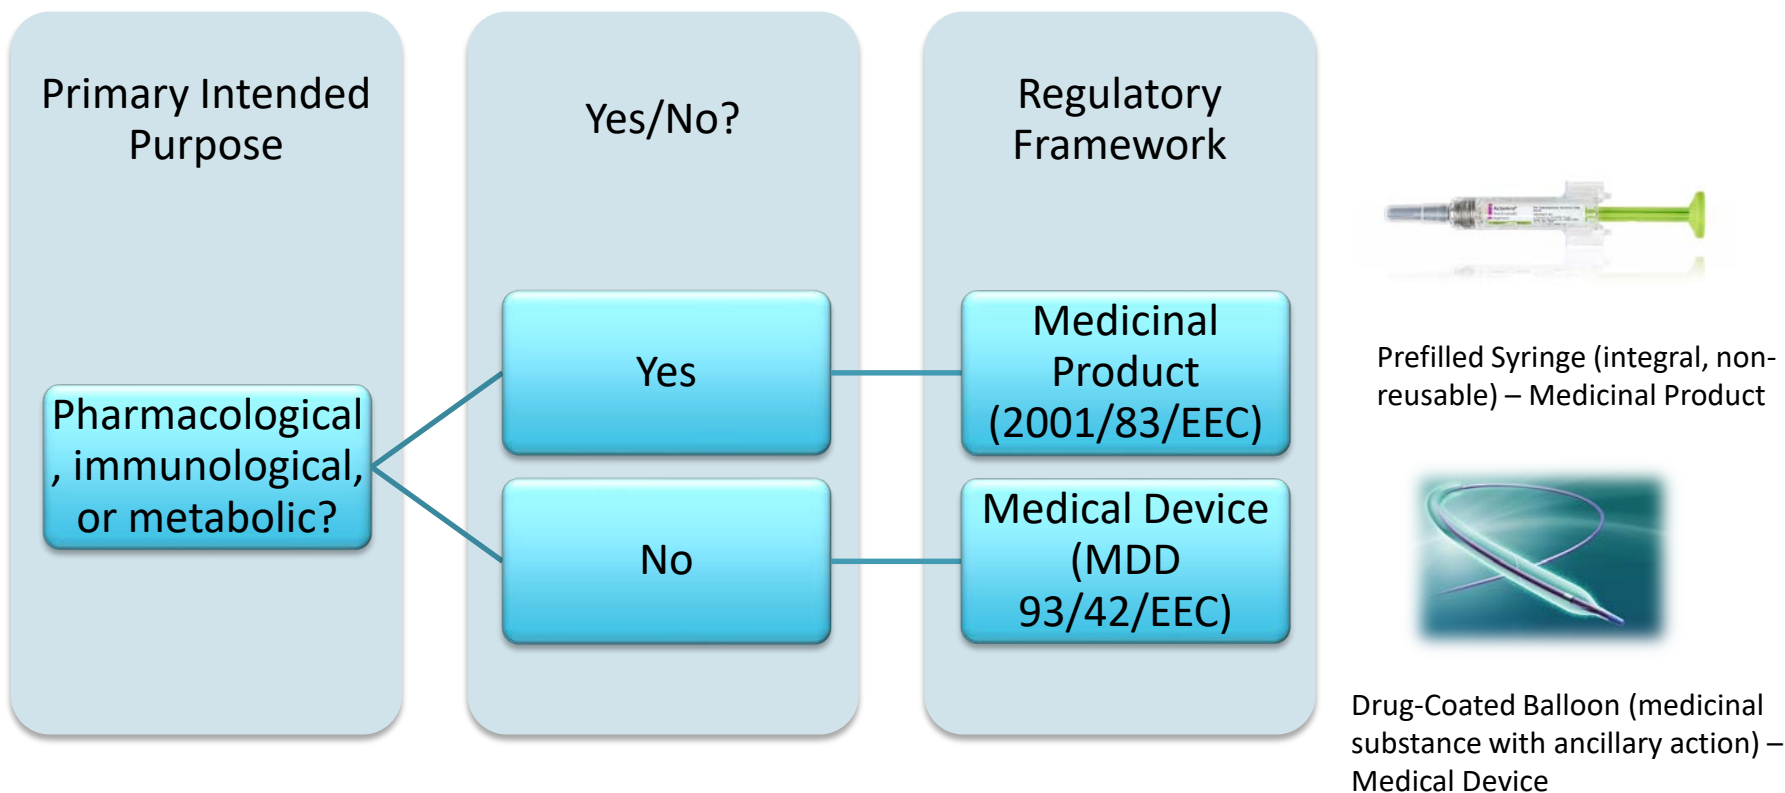 Primary Intended
Purpose
Yes/No?
Regulatory
Framework
Pharmacological
, immunological,
or metabolic?
Yes
No
Medicinal
Product
(2001/83/EEC)
Medical Device
(MDD
93/42/EEC)
Prefilled Syringe (integral, non-
reusable) – Medicinal Product
Drug-Coated Balloon (medicinal
substance with ancillary action) –
Medical Device